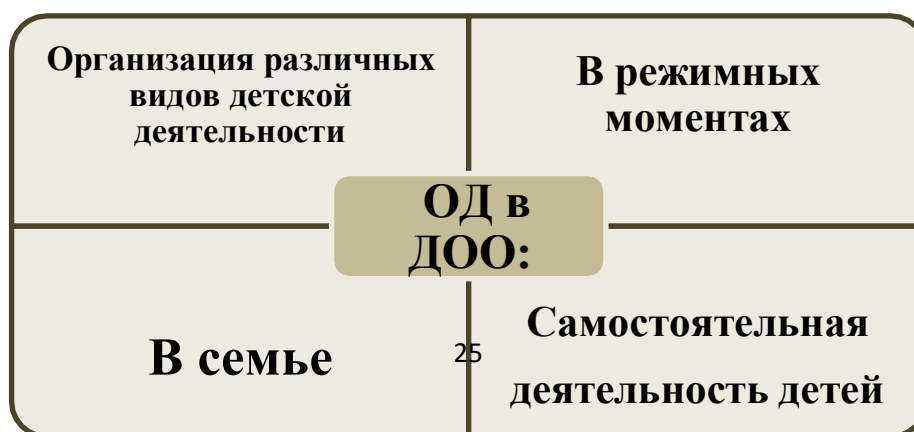 Организация различных
видов детской
деятельности
В режимных
моментах
ОД в
ДОО:
В семье
25
Самостоятельная
деятельность детей